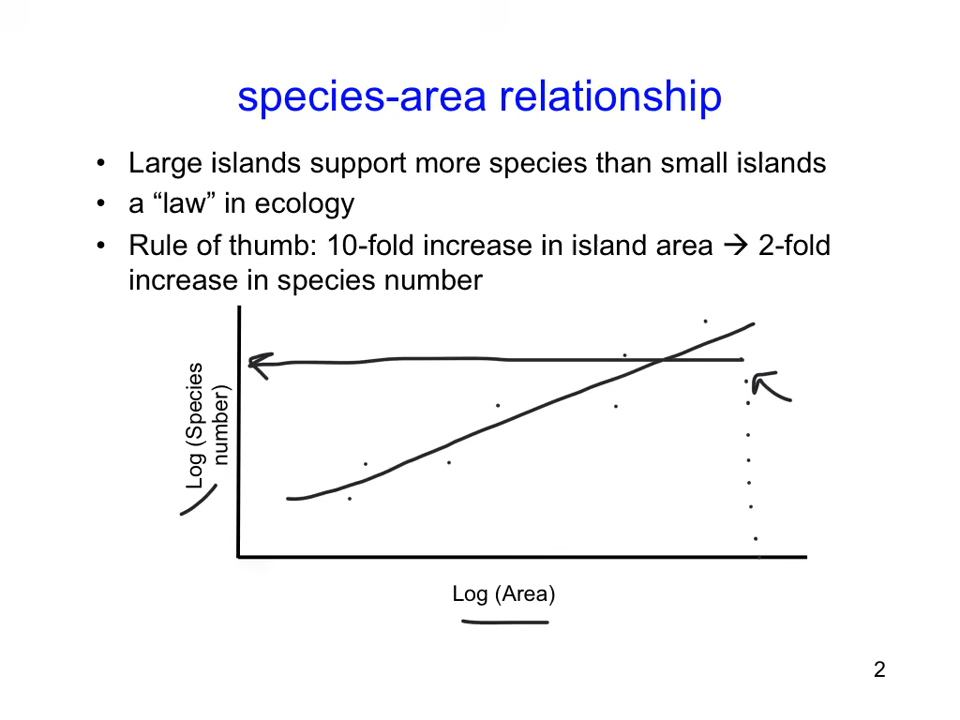 species-area relationship
• Large islands support more species than small islands
• a “law” in ecology
• Rule of thumb: 10-fold increase in island area → 2-fold
increase in species number
Log (Species
number)
Log (Area)
2